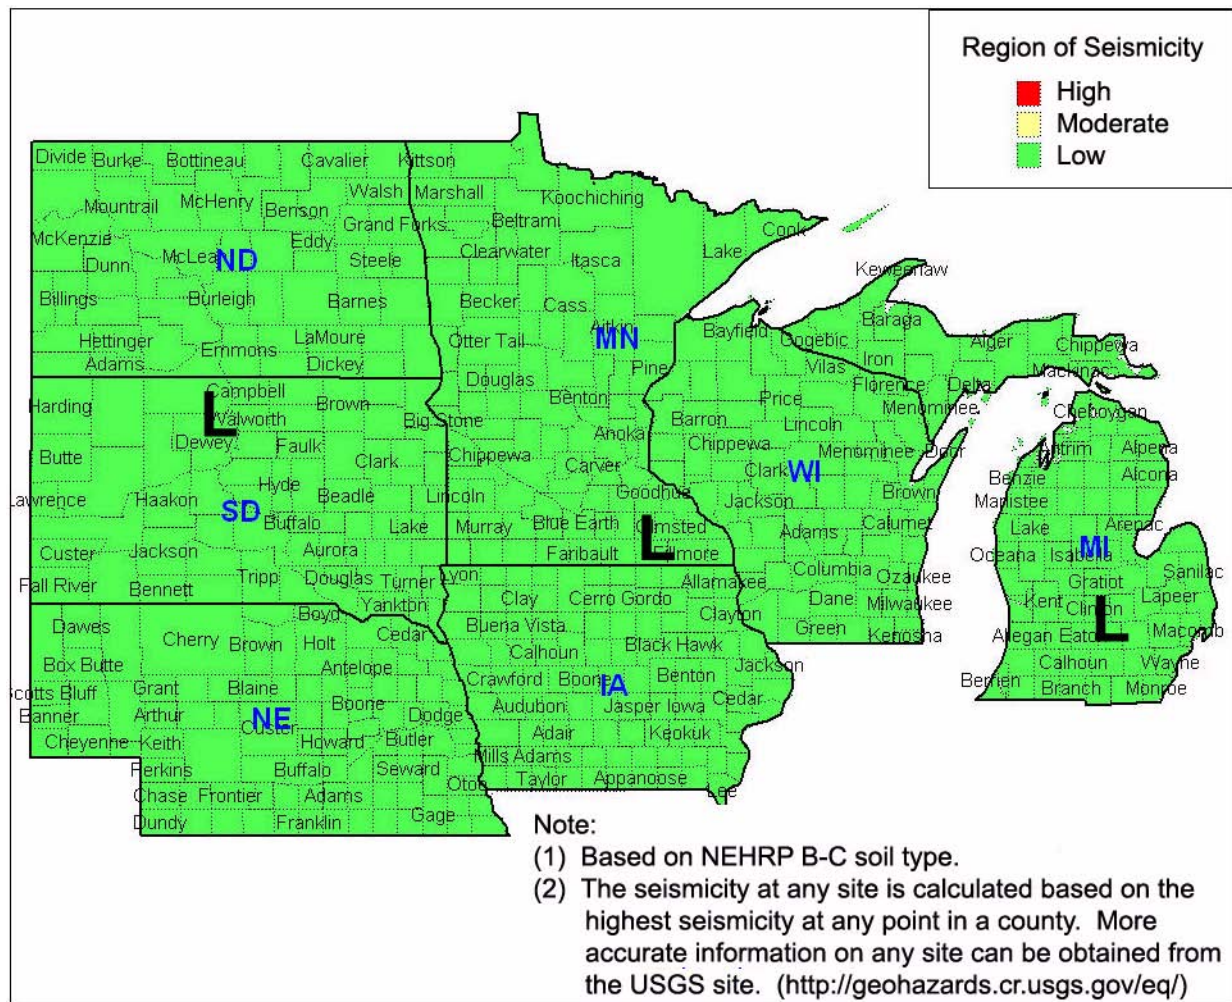 Region of Seismicity
High
Moderate
Low
Divide Burke Bottineau Cavalier Kittson
Walsh Marshall Koochiching
Mountrail McHenry Benson
Grand Forks Beltrami Cook
McKenzie Eddy Clearwater Lake
Dunn McLea ND Steele Itasca
Keweenaw
Billings Burleigh Barnes Becker Cass
Baraga
Aitkin Bayfield Gogebic Alger Chippewa
Hettinger LaMoure Otter Tail MN
Adams Emmons Dickey Pine Vilas Iron Mackinac
Douglas Florence Delta
Harding Campbell Brown Benton Price Menominee Cheboygan
L Walworth Big Stone Barron Lincoln
Dewey Faulk Anoka
Butte Clark Chippewa Carver Chippewa Menominee Door Antrim Alpena
Clark WI Benzie Alcona
Lawrence Haakon Hyde Beadle Lincoln Goodhue Jackson Brown Manistee
SD Buffalo Lake Murray Blue Earth L Olmsted Adams Calumet Lake Arenac
Custer Jackson Aurora Faribault Fillmore Oceana Isabella MI
Fall River Bennett Tripp Douglas Turner Lyon Allamakee Columbia Ozaukee Gratiot Sanilac
Yankton Clay Cerro Gordo Dane Milwaukee Kent Clinton L Lapeer
Dawes Boyd Buena Vista Clayton Green Kenosha Allegan Eaton Macomb
Cherry Brown Holt Cedar Calhoun Black Hawk
Box Butte Antelope Jackson Calhoun Wayne
Scotts Bluff Grant Blaine Crawford Boone IA Benton Berrien Branch Monroe
Banner Arthur NE Boone Dodge Audubon Jasper Iowa Cedar
Cheyenne Keith Custer Howard Butler Adair Keokuk
Perkins Buffalo Seward Mills Adams
Chase Frontier Adams Otoe Taylor Appanoose Lee
Dundy Franklin Gage
Note:
(1) Based on NEHRP B-C soil type.
(2) The seismicity at any site is calculated based on the
highest seismicity at any point in a county. More
accurate information on any site can be obtained from
the USGS site. (http://geohazards.cr.usgs.gov/eq/)